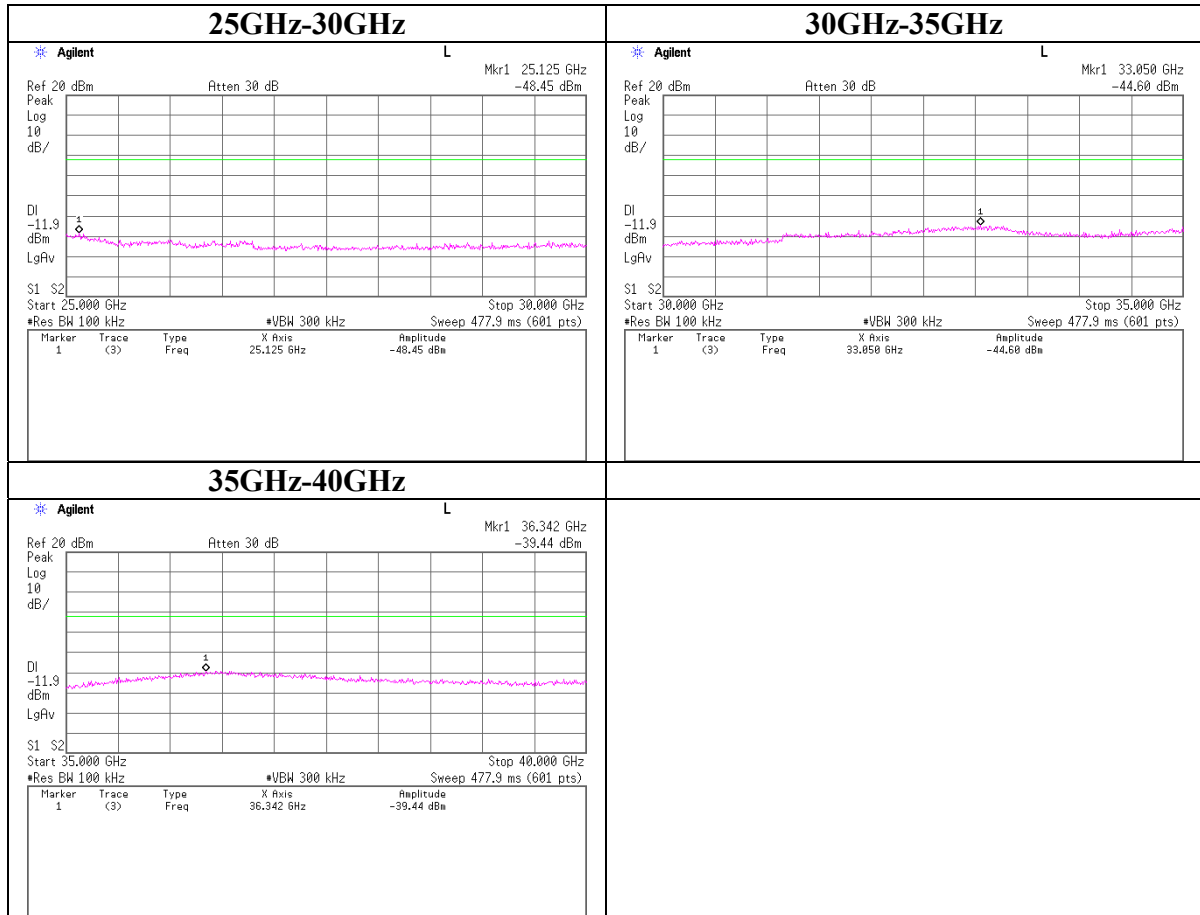 25GHz-30GHz
Agilent L
Mkr1 25.125 GHz
Ref 20 dBm Atten 30 dB -48.45 dBm
Peak
Log
10
dB/
1
DI
-11.9
dBm
LgAv
S1 S2
Start 25.000 GHz Stop 30.000 GHz
#Res BW 100 kHz #VBW 300 kHz Sweep 477.9 ms (601 pts)
Marker Trace Type X Axis Amplitude
1 (3) Freq 25.125 GHz -48.45 dBm
30GHz-35GHz
Agilent L
Mkr1 33.050 GHz
Ref 20 dBm Atten 30 dB -44.60 dBm
Peak
Log
10
dB/
1
DI
-11.9
dBm
LgAv
S1 S2
Start 30.000 GHz Stop 35.000 GHz
#Res BW 100 kHz #VBW 300 kHz Sweep 477.9 ms (601 pts)
Marker Trace Type X Axis Amplitude
1 (3) Freq 33.050 GHz -44.60 dBm
35GHz-40GHz
Agilent L
Mkr1 36.342 GHz
Ref 20 dBm Atten 30 dB -39.44 dBm
Peak
Log
10
dB/
1
DI
-11.9
dBm
LgAv
S1 S2
Start 35.000 GHz Stop 40.000 GHz
#Res BW 100 kHz #VBW 300 kHz Sweep 477.9 ms (601 pts)
Marker Trace Type X Axis Amplitude
1 (3) Freq 36.342 GHz -39.44 dBm